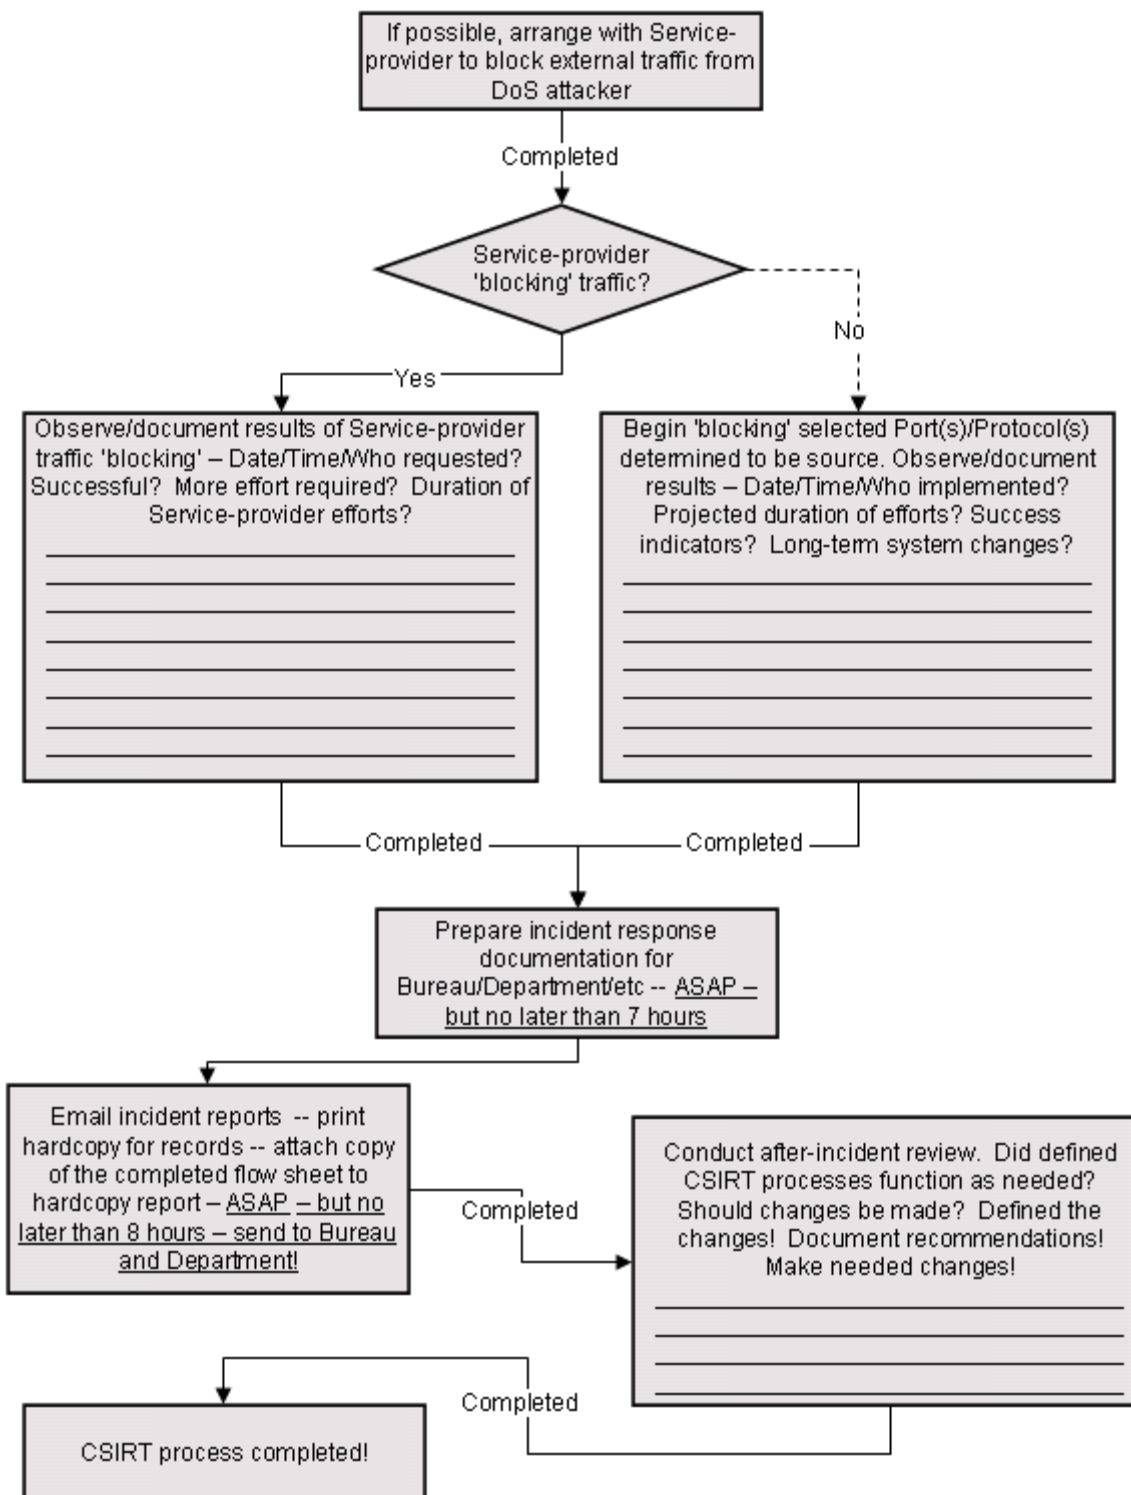 If possible, arrange with Service-
provider to block external traffic from
DoS attacker
Completed
Service-provider
'blocking' traffic?
No
Yes
Observe/document results of Service-provider
traffic 'blocking' – Date/Time/Who requested?
Successful?  More effort required?  Duration of
Service-provider efforts?
Begin 'blocking' selected Port(s)/Protocol(s)
determined to be source. Observe/document
results – Date/Time/Who implemented?
Projected duration of efforts? Success
indicators?  Long-term system changes?
Completed
Completed
Prepare incident response
documentation for
Bureau/Department/etc -- ASAP –
but no later than 7 hours
Email incident reports  -- print
hardcopy for records -- attach copy
of the completed flow sheet to
hardcopy report – ASAP – but no
later than 8 hours – send to Bureau
and Department!
Completed
Conduct after-incident review.  Did defined
CSIRT processes function as needed?
Should changes be made?  Defined the
changes!  Document recommendations!
Make needed changes!
Completed
CSIRT process completed!